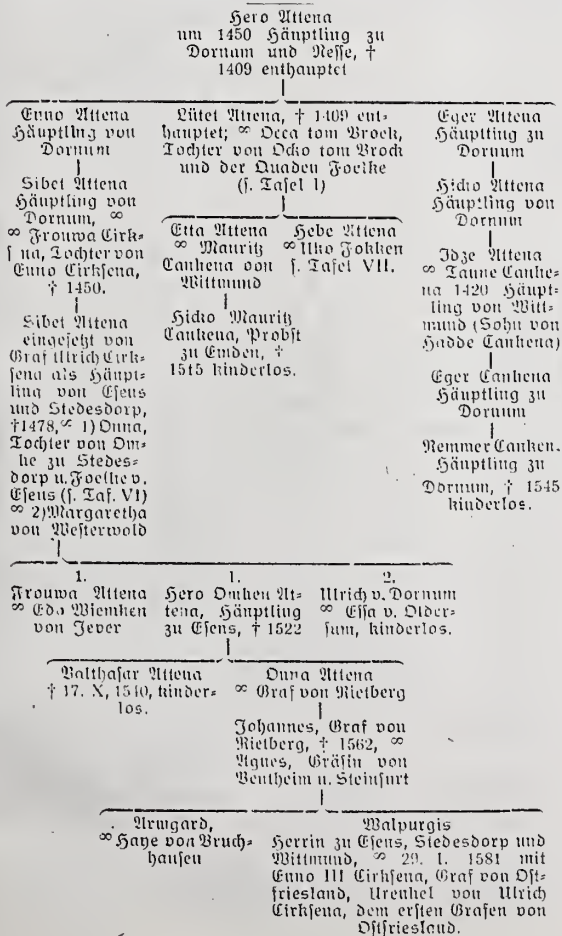 Hero Attena
um 1450 Häuptling zu
Dornum und Nesse, †
1409 enthauptet
Enno Attena
Häuptling von
Dornum
Sibet Attena
Häuptling von
Dornum, ∞
∞ Frouwa Cirk-
sena, Tochter von
Enno Cirksena,
† 1450.
Sibet Attena
eingesetzt von
Graf Ulrich Cirk-
sena als Häupt-
ling von Esens
und Stedesdorp,
†1478, ∞ 1) Onna,
Tochter von Om-
ke zu Stedes-
dorp u. Foelke v.
Esens (s. Taf. VI)
∞ 2) Margaretha
von Westerwold
Lütet Attena, † 1409 ent-
hauptet; ∞ Occa tom Brock,
Tochter von Ocko tom Brock
und der Quaden Foelke
(s. Tafel I)
Etta Attena
∞ Mauritz
Cankena von
Wittmund
Hidko Mauritz
Cankena, Probst
zu Emden, †
1515 kinderlos.
Hebe Attena
∞ Uko Fokken
s. Tafel VII.
Eger Attena
Häuptling zu
Dornum
Hicko Attena
Häuptling von
Dornum
Idze Attena
∞ Tanne Canke-
na 1420 Häupt-
ling von Witt-
mund (Sohn von
Hadde Cankena)
Eger Cankena
Häuptling zu
Dornum
Remmer Canken.
Häuptling zu
Dornum, † 1545
kinderlos.
1.
Frouwa Attena
∞ Edo Wiemken
von Jever
1.
Hero Omken At-
tena, Häuptling
zu Esens, † 1522
2.
Ulrich v. Dornum
∞ Essa v. Older-
sum, kinderlos.
Balthasar Attena
† 17. X, 1540, kinder-
los.
Onna Attena
∞ Graf von Rietberg
Johannes, Graf von
Rietberg, † 1562, ∞
Agnes, Gräfin von
Bentheim u. Steinfurt
Armgard,
∞ Haye von Bruch-
hausen
Walpurgis
Herrin zu Esens, Stedesdorp und
Wittmund, ∞ 29. I. 1581 mit
Enno III Cirksena, Graf von Ost-
friesland, Urenkel von Ulrich
Cirksena, dem ersten Grafen von
Ostfriesland.